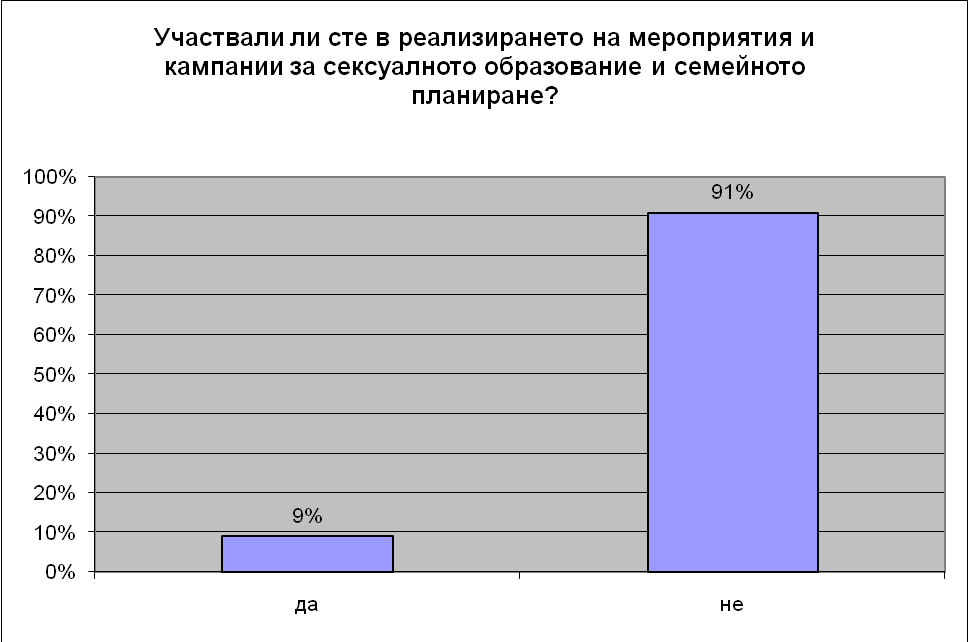 Участвали ли сте в реализирането на мероприятия и
кампании за сексуалното образование и семейното
планиране?
100%
90%
80%
70%
60%
50%
40%
30%
20%
10%
0%
91%
9%
да
не